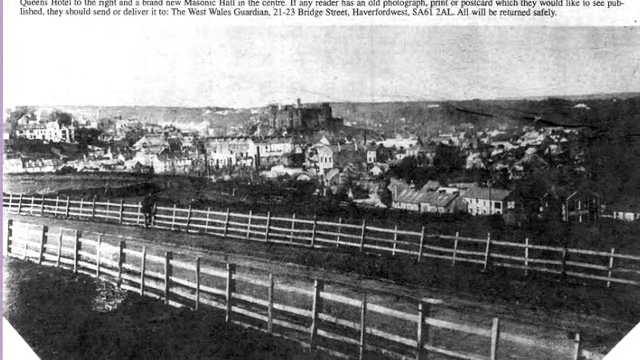 Queens Hotel to the right and a brand new Masonic Hall in the centre. If any reader has an old photograph, print or postcard which they would like to see pub-
lished, they should send or deliver it to: The West Wales Guardian, 21-23 Bridge Street, Haverfordwest, SA61 2AL. All will be returned safely.